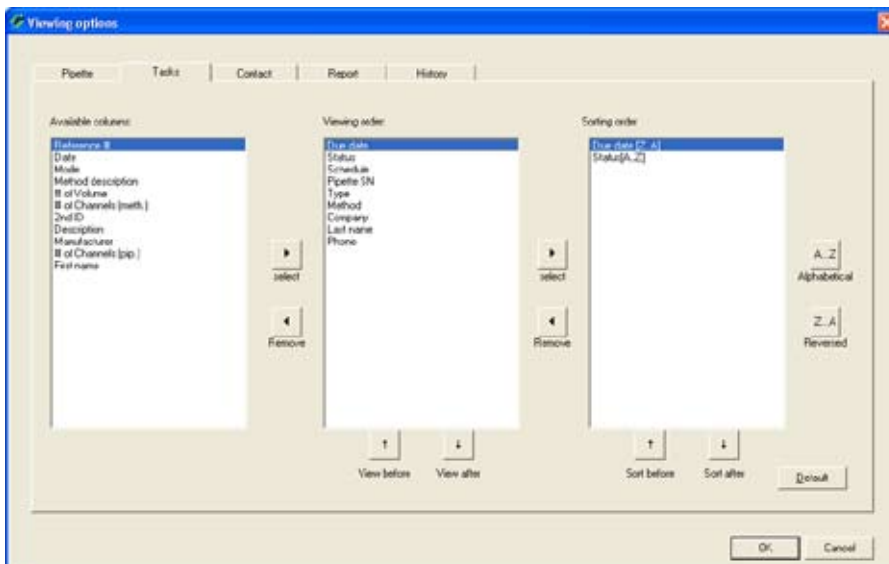 Viewing options
Pipette Tasks Contact Report History
Available columns:
Reference #
Date
Mode
Method description
# of Volume
# of Channels (meth.)
2nd ID
Description
Manufacturer
# of Channels (pip.)
First name
select
Remove
Viewing order:
Due date
Status
Schedule
Pipette SN
Type
Method
Company
Last name
Phone
View before View after
select
Remove
Sorting order
Due date [Z..A]
Status[A..Z]
Sort before Sort after
A..Z
Alphabetical
Z..A
Reversed
Default
OK Cancel